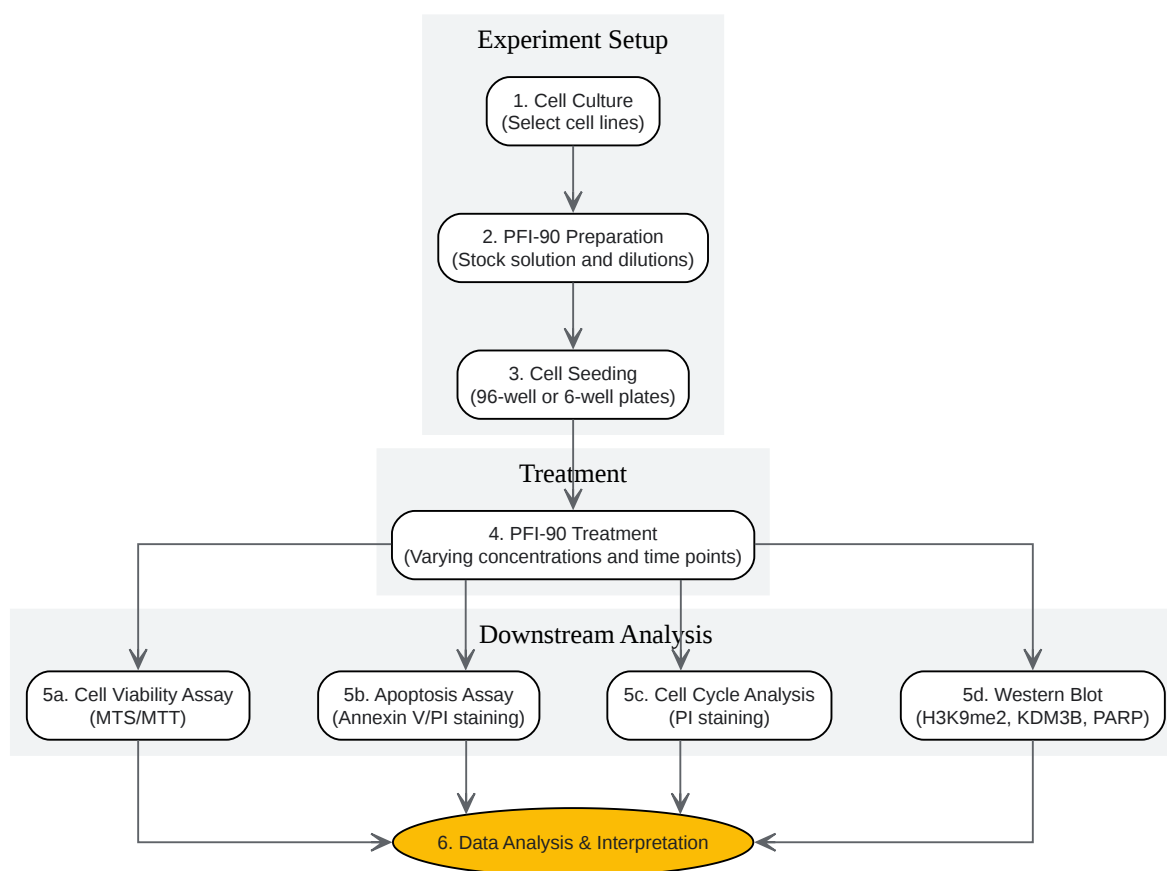 Experiment Setup
1. Cell Culture
(Select cell lines)
2. PFI-90 Preparation
(Stock solution and dilutions)
3. Cell Seeding
(96-well or 6-well plates)
Treatment
4. PFI-90 Treatment
(Varying concentrations and time points)
Downstream Analysis
5a. Cell Viability Assay
(MTS/MTT)
5b. Apoptosis Assay
(Annexin V/PI staining)
5c. Cell Cycle Analysis
(PI staining)
5d. Western Blot
(H3K9me2, KDM3B, PARP)
6. Data Analysis & Interpretation